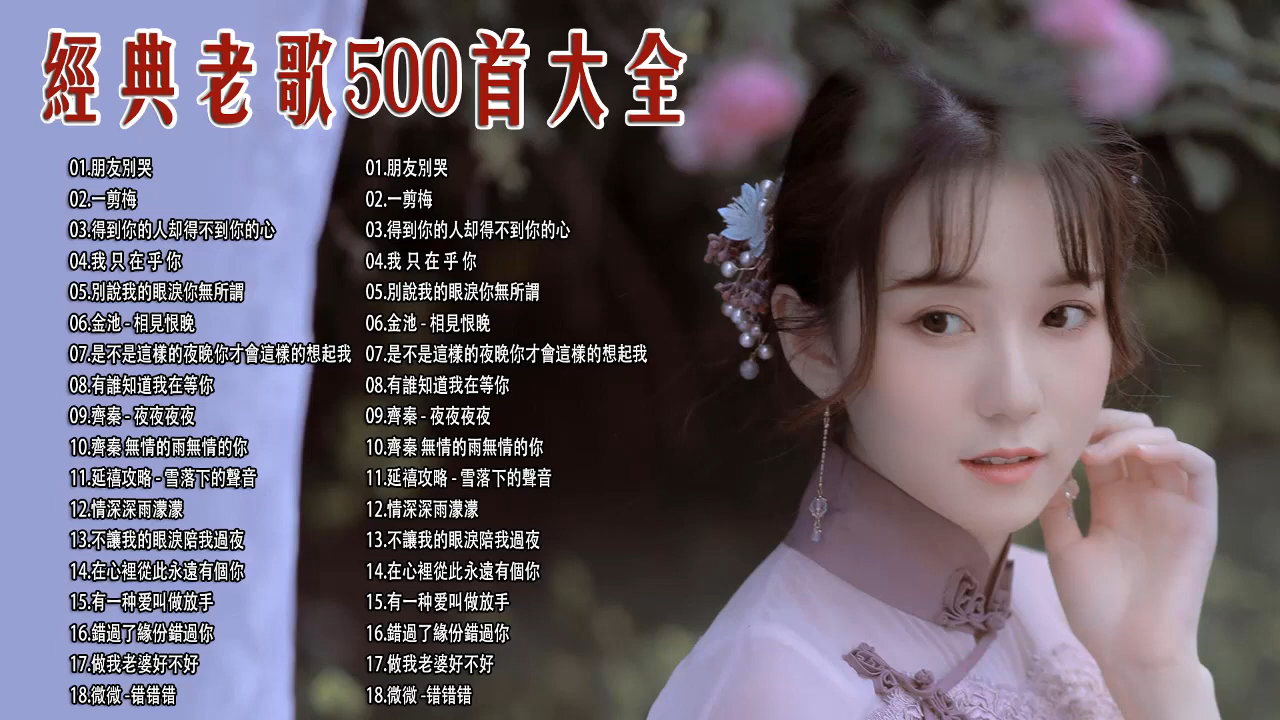 經典老歌500首大全
01.朋友別哭
02.一剪梅
03.得到你的人却得不到你的心
04.我 只 在 乎 你
05.別說我的眼淚你無所謂
06.金池 - 相見恨晚
07.是不是這樣的夜晚你才會這樣的想起我
08.有誰知道我在等你
09.齊秦 - 夜夜夜夜
10.齊秦 無情的雨無情的你
11.延禧攻略 - 雪落下的聲音
12.情深深雨濛濛
13.不讓我的眼淚陪我過夜
14.在心裡從此永遠有個你
15.有一种爱叫做放手
16.錯過了緣份錯過你
17.做我老婆好不好
18.微微 -错错错
01.朋友別哭
02.一剪梅
03.得到你的人却得不到你的心
04.我 只 在 乎 你
05.別說我的眼淚你無所謂
06.金池 - 相見恨晚
07.是不是這樣的夜晚你才會這樣的想起我
08.有誰知道我在等你
09.齊秦 - 夜夜夜夜
10.齊秦 無情的雨無情的你
11.延禧攻略 - 雪落下的聲音
12.情深深雨濛濛
13.不讓我的眼淚陪我過夜
14.在心裡從此永遠有個你
15.有一种爱叫做放手
16.錯過了緣份錯過你
17.做我老婆好不好
18.微微 -错错错